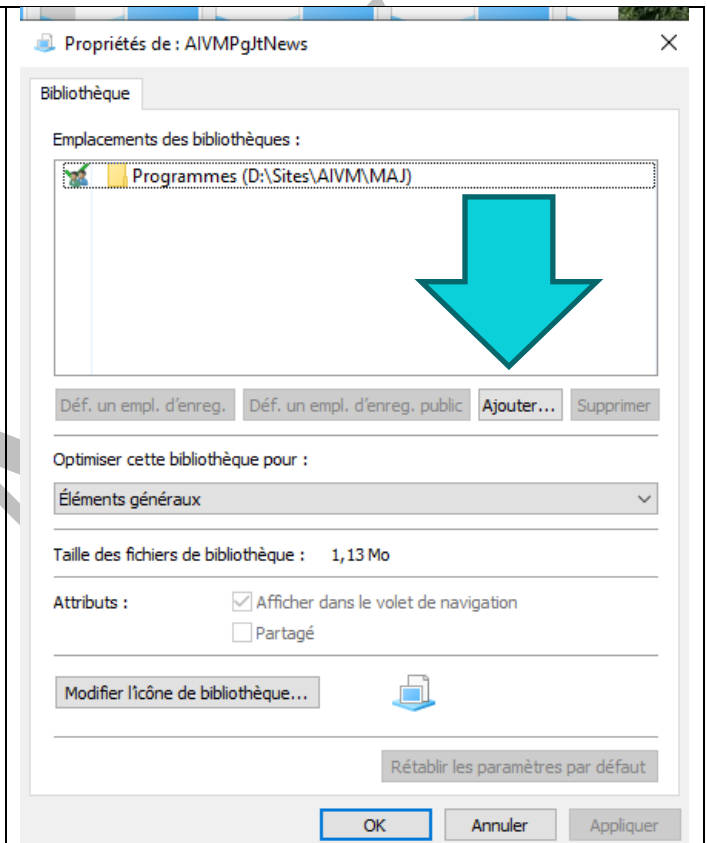 Propriétés de : AIVMPgJtNews
Bibliothèque
Emplacements des bibliothèques :
Programmes (D:\Sites\AIVM\MAJ)
Déf. un empl. d'enreg. Déf. un empl. d'enreg. public Ajouter... Supprimer
Optimiser cette bibliothèque pour :
Éléments généraux
Taille des fichiers de bibliothèque : 1,13 Mo
Attributs : Afficher dans le volet de navigation
Partagé
Modifier l'icône de bibliothèque...
Rétablir les paramètres par défaut
OK Annuler Appliquer